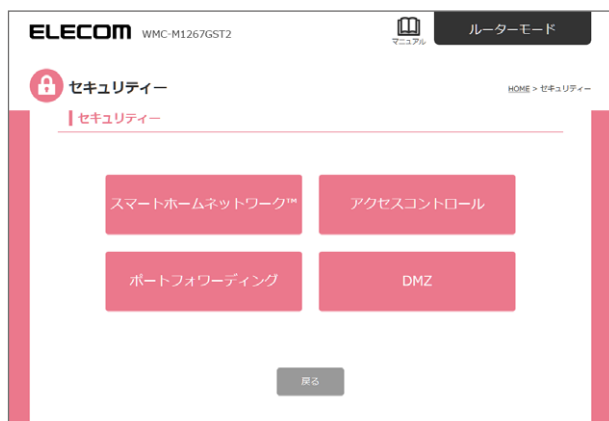 ELECOM WMC-M1267GST2
マニュアル
ルーターモード
セキュリティー
HOME > セキュリティー
セキュリティー
スマートホームネットワーク™
アクセスコントロール
ポートフォワーディング
DMZ
戻る